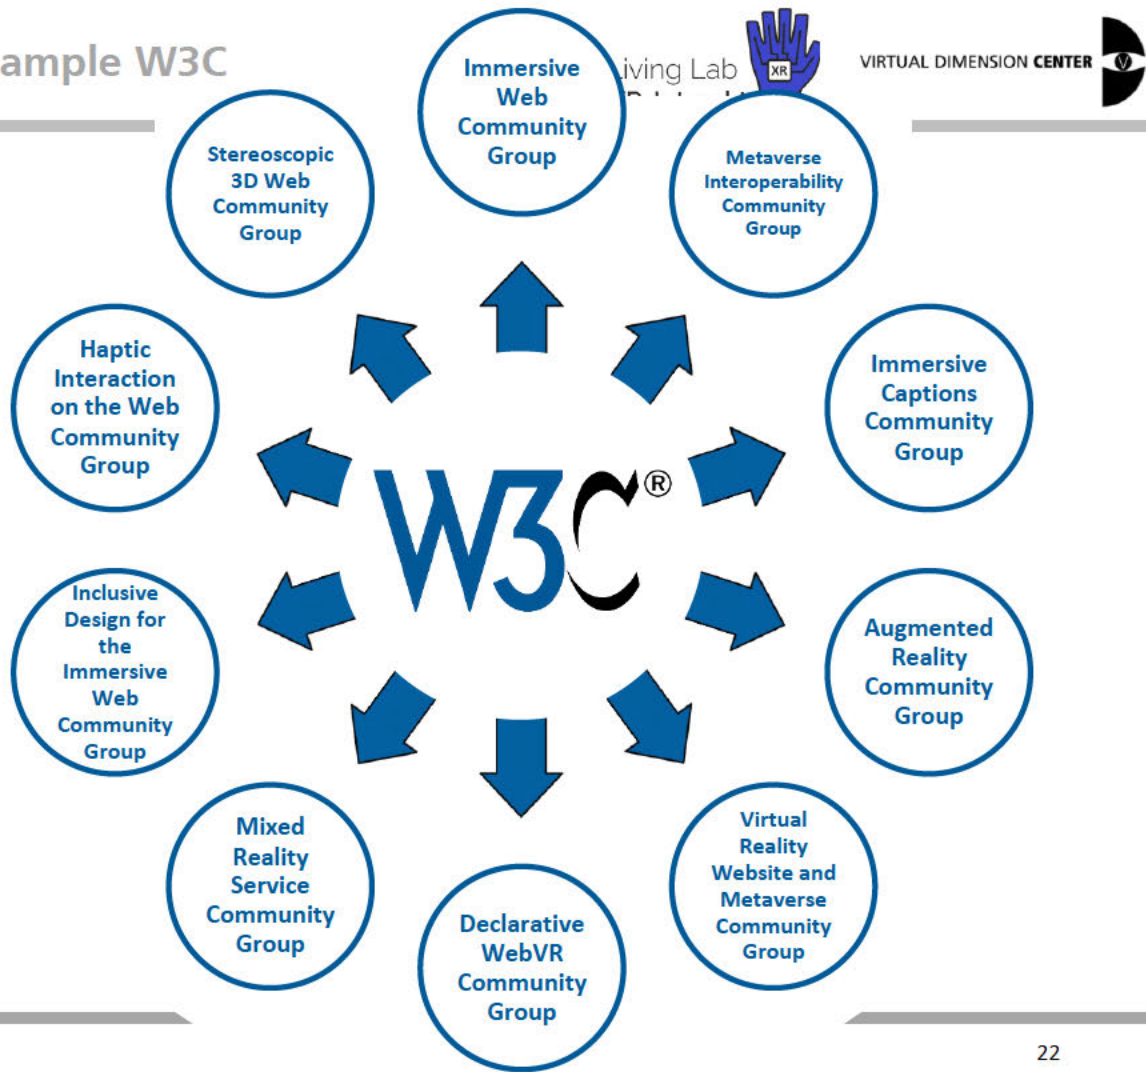 ample W3C
iving Lab
XR
VIRTUAL DIMENSION CENTER
V
Immersive
Web
Community
Group
Metaverse
Interoperability
Community
Group
Immersive
Captions
Community
Group
Augmented
Reality
Community
Group
Virtual
Reality
Website and
Metaverse
Community
Group
Declarative
WebVR
Community
Group
Mixed
Reality
Service
Community
Group
Inclusive
Design for
the
Immersive
Web
Community
Group
Haptic
Interaction
on the Web
Community
Group
Stereoscopic
3D Web
Community
Group
W3C®
22